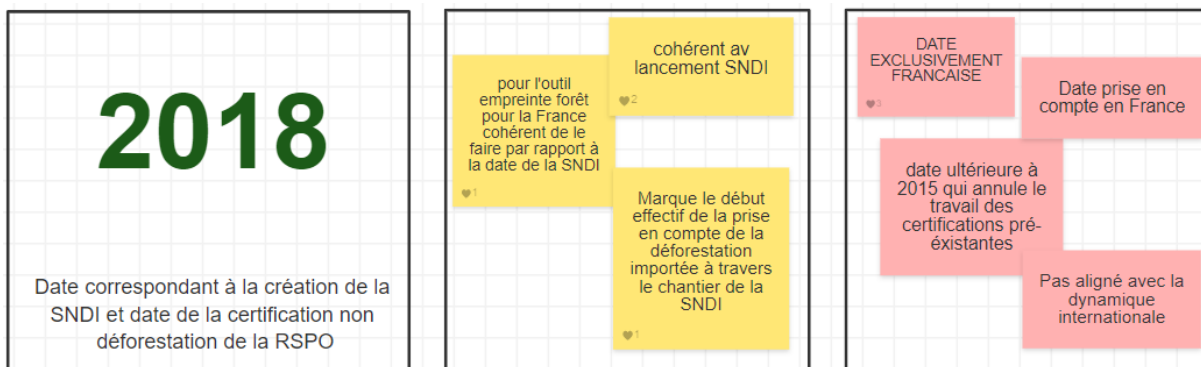 2018
Date correspondant à la création de la
SNDI et date de la certification non
déforestation de la RSPO
cohérent av
lancement SNDI
2
pour l'outil
empreinte forêt
pour la France
cohérent de le
faire par rapport à
la date de la SNDI
1
Marque le début
effectif de la prise
en compte de la
déforestation
importée à travers
le chantier de la
SNDI
1
DATE
EXCLUSIVEMENT
FRANCAISE
3
Date prise en
compte en France
date ultérieure à
2015 qui annule le
travail des
certifications pré-
éxistantes
Pas aligné avec la
dynamique
internationale